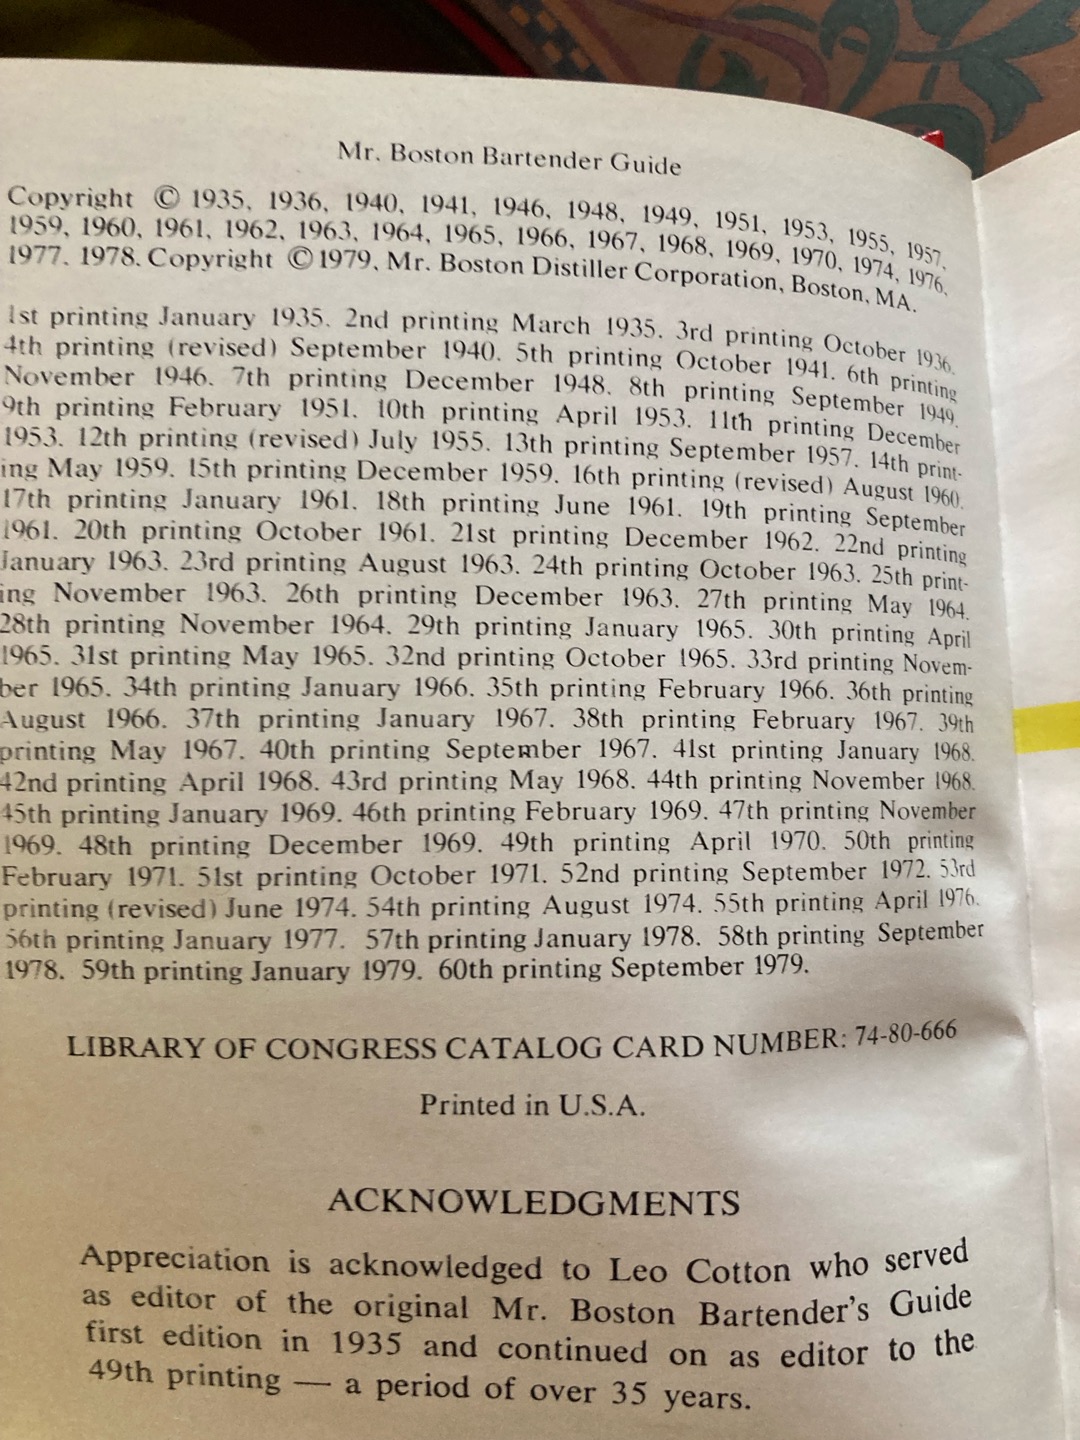 Mr. Boston Bartender Guide
Copyright © 1935, 1936, 1940, 1941, 1946, 1948, 1949, 1951, 1953, 1955, 1957,
1959, 1960, 1961, 1962, 1963, 1964, 1965, 1966, 1967, 1968, 1969, 1970, 1974, 1976,
1977. 1978. Copyright © 1979, Mr. Boston Distiller Corporation, Boston, MA.
1st printing January 1935. 2nd printing March 1935. 3rd printing October 1936.
4th printing (revised) September 1940. 5th printing October 1941. 6th printing
November 1946. 7th printing December 1948. 8th printing September 1949.
9th printing February 1951. 10th printing April 1953. 11th printing December
1953. 12th printing (revised) July 1955. 13th printing September 1957. 14th print-
ing May 1959. 15th printing December 1959. 16th printing (revised) August 1960.
17th printing January 1961. 18th printing June 1961. 19th printing September
1961. 20th printing October 1961. 21st printing December 1962. 22nd printing
January 1963. 23rd printing August 1963. 24th printing October 1963. 25th print-
ing November 1963. 26th printing December 1963. 27th printing May 1964.
28th printing November 1964. 29th printing January 1965. 30th printing April
1965. 31st printing May 1965. 32nd printing October 1965. 33rd printing Novem-
ber 1965. 34th printing January 1966. 35th printing February 1966. 36th printing
August 1966. 37th printing January 1967. 38th printing February 1967. 39th
printing May 1967. 40th printing September 1967. 41st printing January 1968.
42nd printing April 1968. 43rd printing May 1968. 44th printing November 1968.
45th printing January 1969. 46th printing February 1969. 47th printing November
1969. 48th printing December 1969. 49th printing April 1970. 50th printing
February 1971. 51st printing October 1971. 52nd printing September 1972. 53rd
printing (revised) June 1974. 54th printing August 1974. 55th printing April 1976.
56th printing January 1977. 57th printing January 1978. 58th printing September
1978. 59th printing January 1979. 60th printing September 1979.
LIBRARY OF CONGRESS CATALOG CARD NUMBER: 74-80-666
Printed in U.S.A.
ACKNOWLEDGMENTS
Appreciation is acknowledged to Leo Cotton who served
as editor of the original Mr. Boston Bartender's Guide
first edition in 1935 and continued on as editor to the
49th printing — a period of over 35 years.